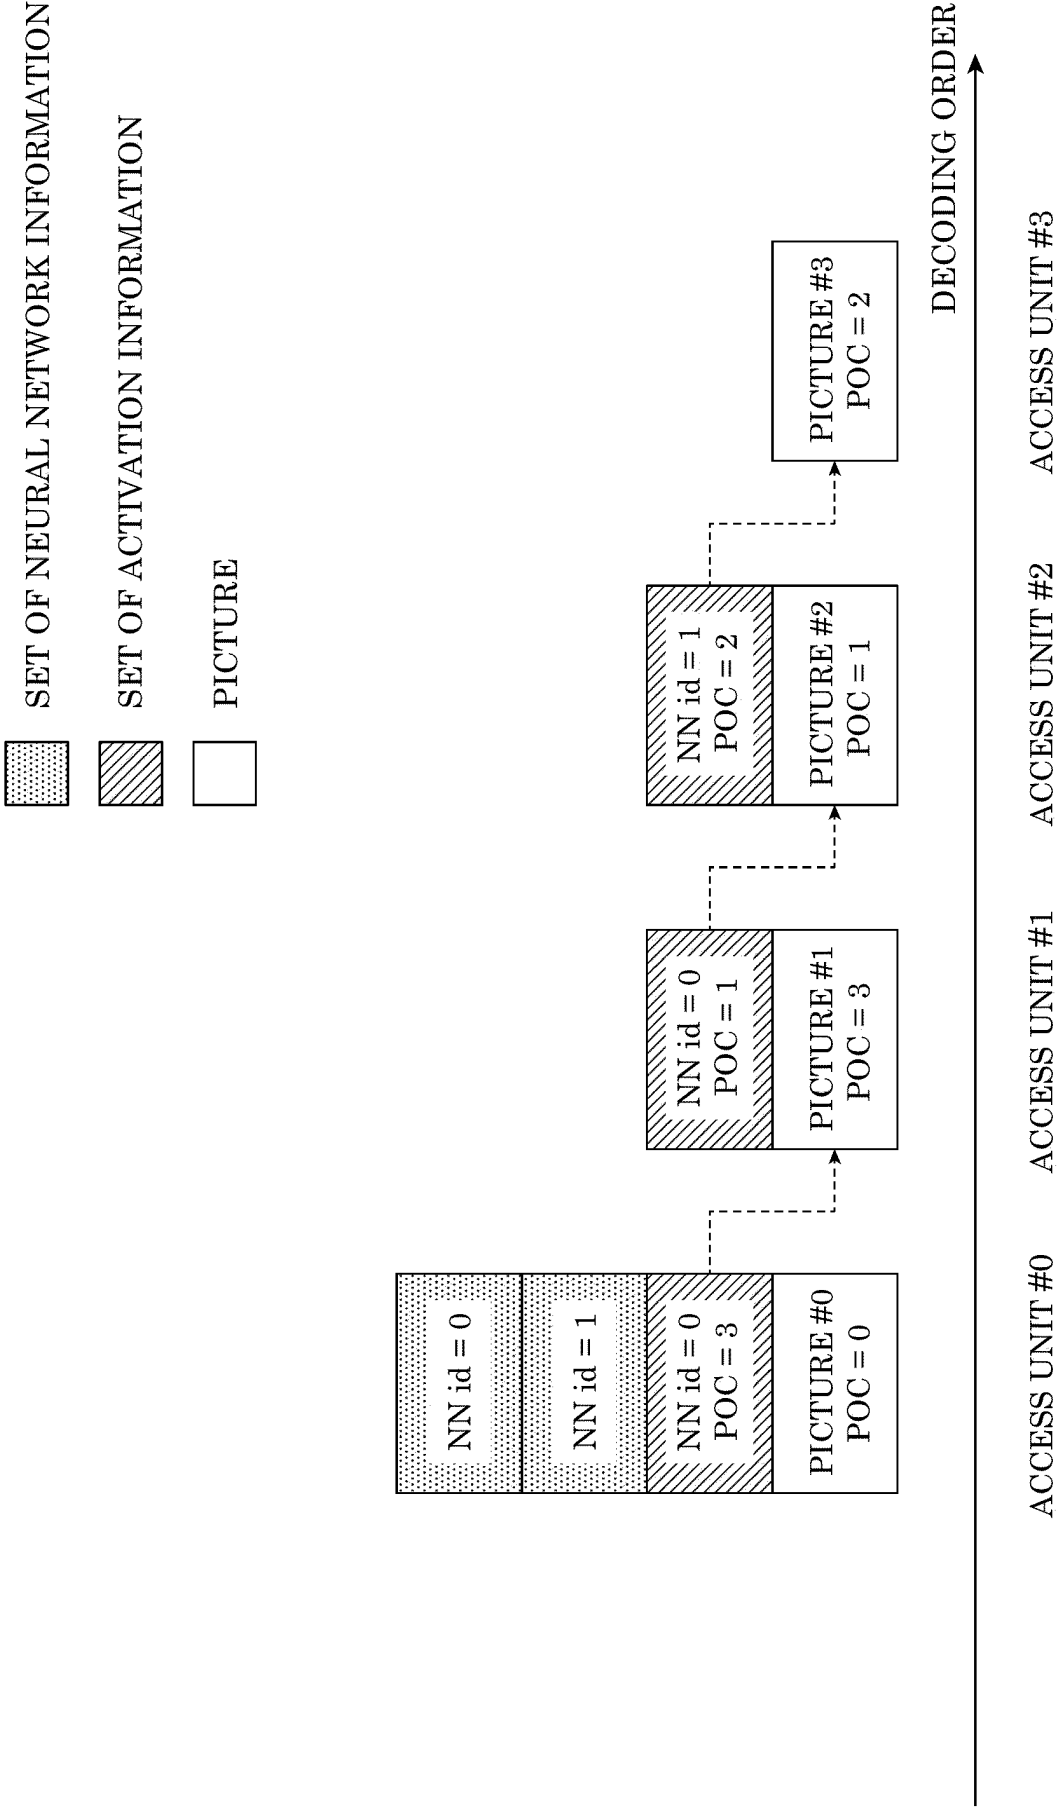 SET OF NEURAL NETWORK INFORMATION
SET OF ACTIVATION INFORMATION
PICTURE
NN id = 0
NN id = 1
NN id = 0
POC = 3
PICTURE #0
POC = 0
NN id = 0
POC = 1
PICTURE #1
POC = 3
NN id = 1
POC = 2
PICTURE #2
POC = 1
PICTURE #3
POC = 2
DECODING ORDER
ACCESS UNIT #0
ACCESS UNIT #1
ACCESS UNIT #2
ACCESS UNIT #3